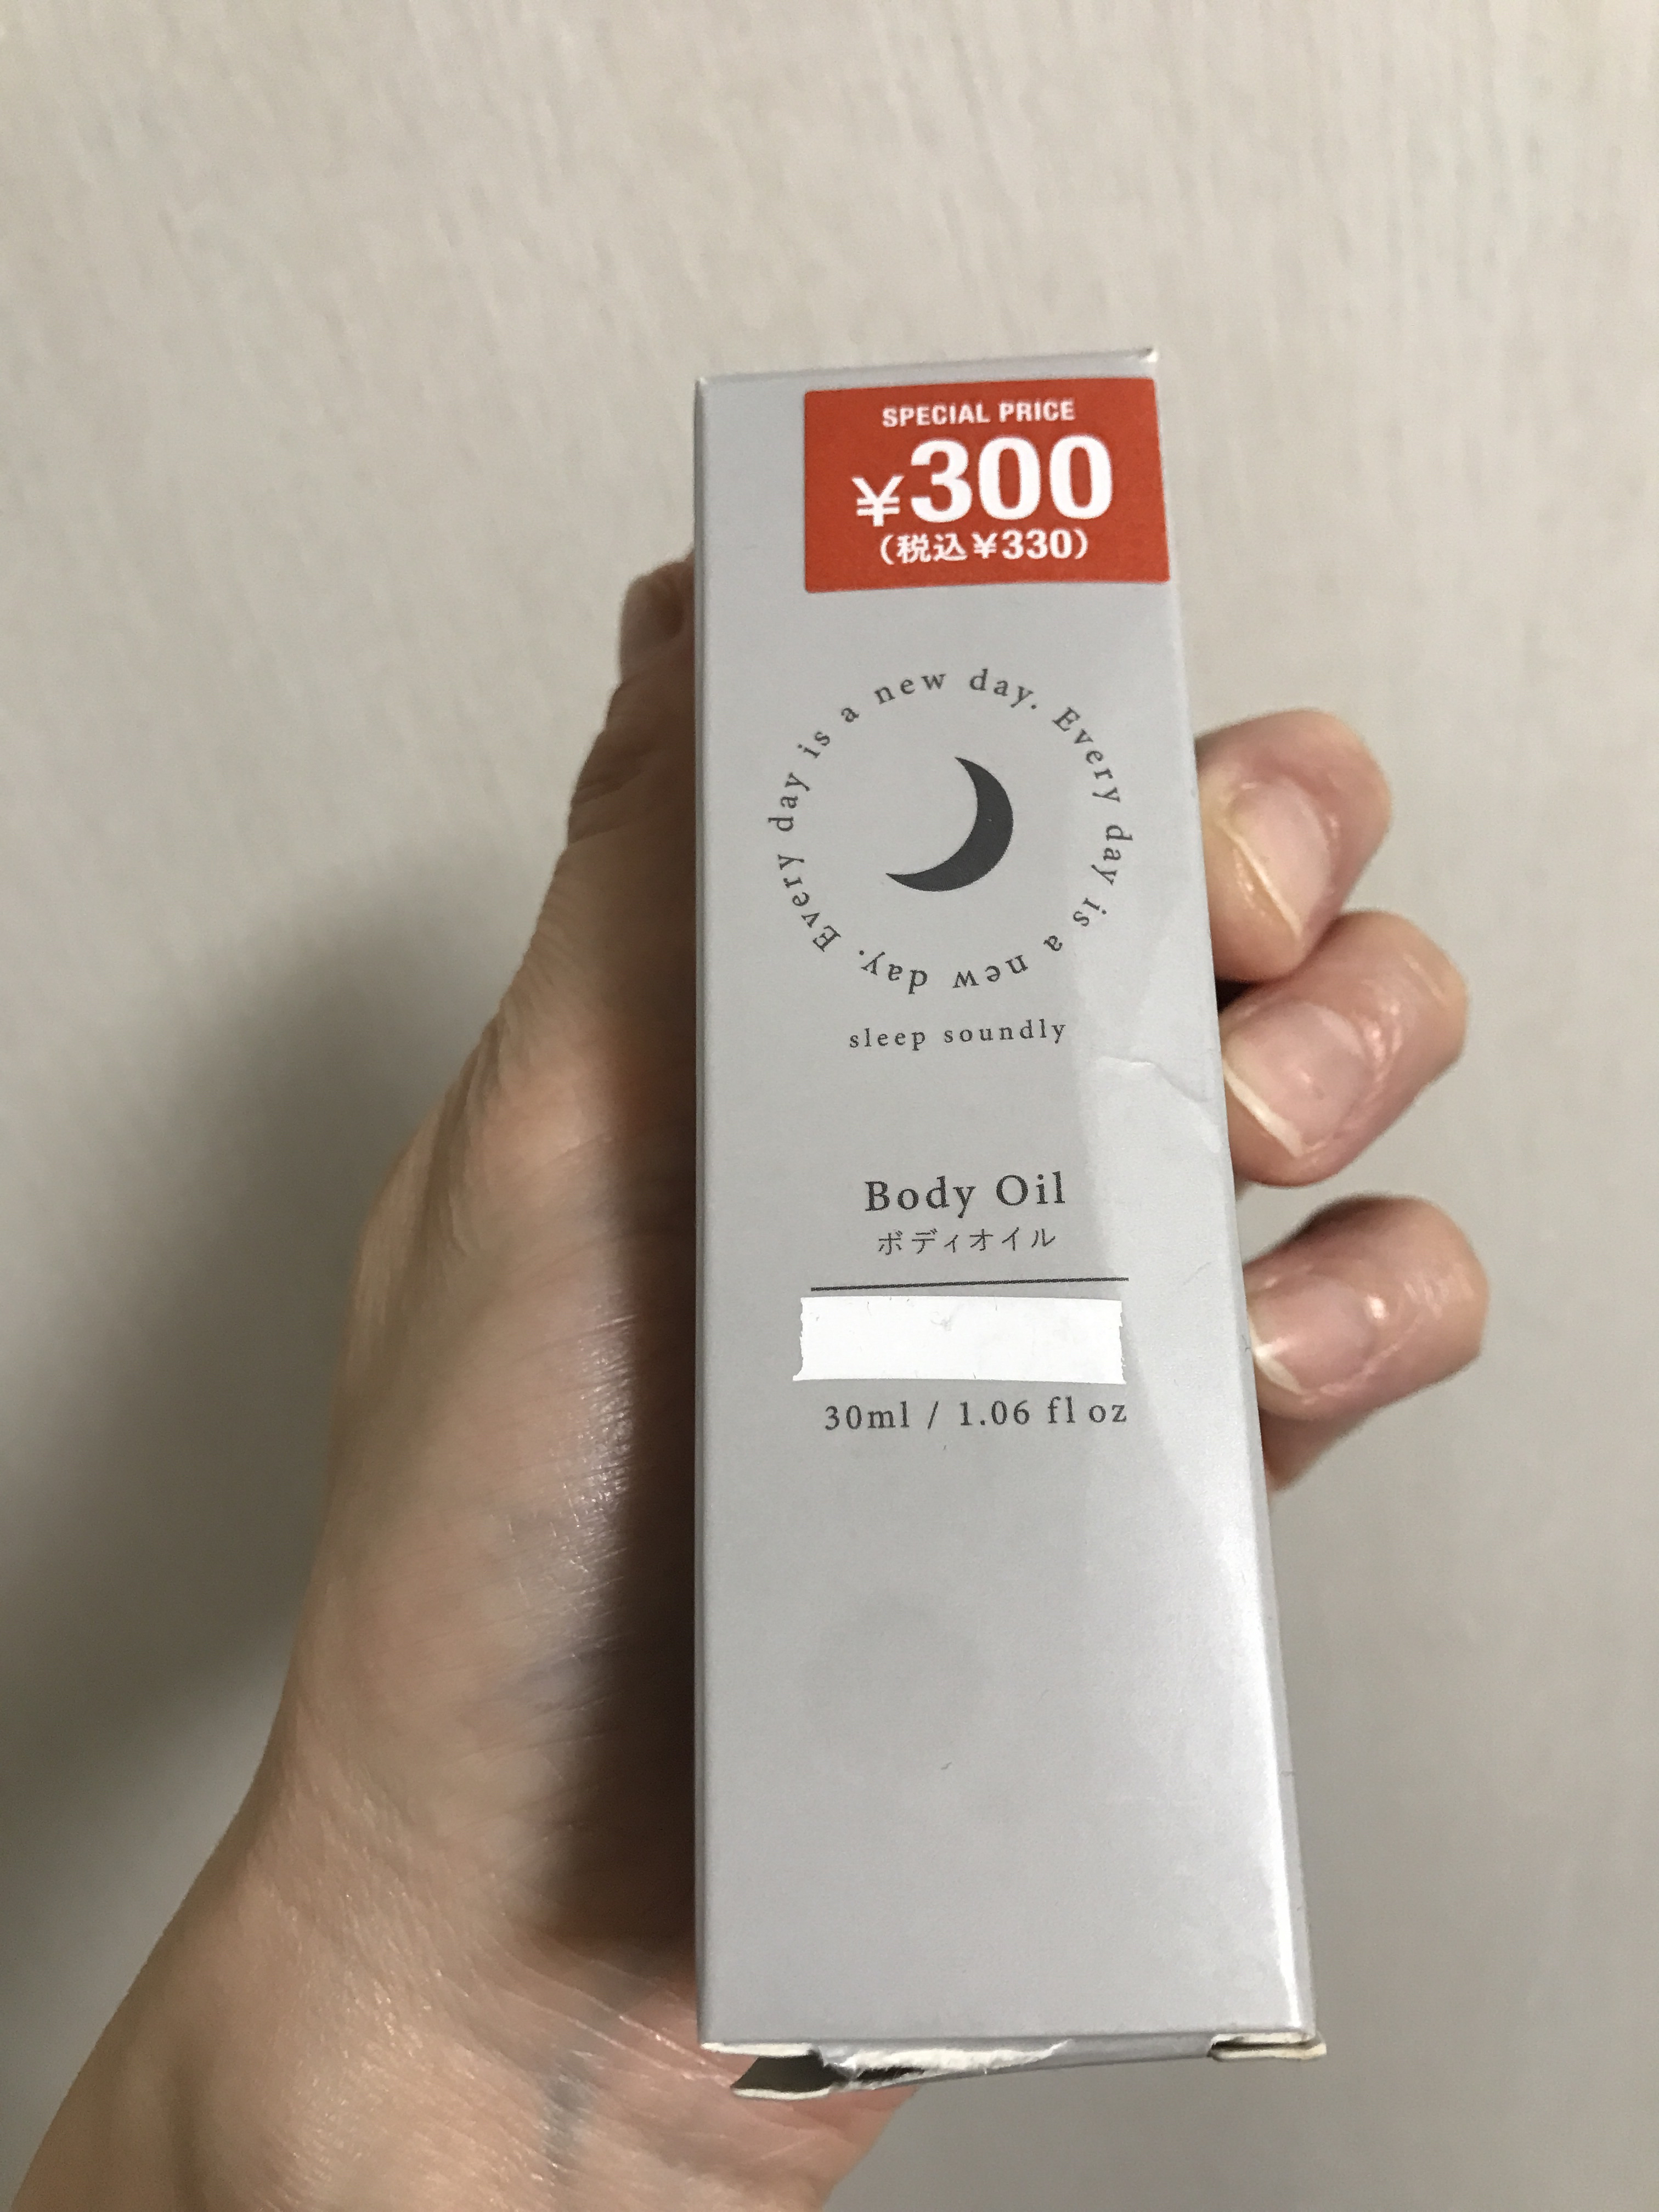 SPECIAL PRICE
¥300
(税込¥330)
Every day is a new day. Every day is a new day.
sleep soundly
Body Oil
ボディオイル
30ml / 1.06 fl oz